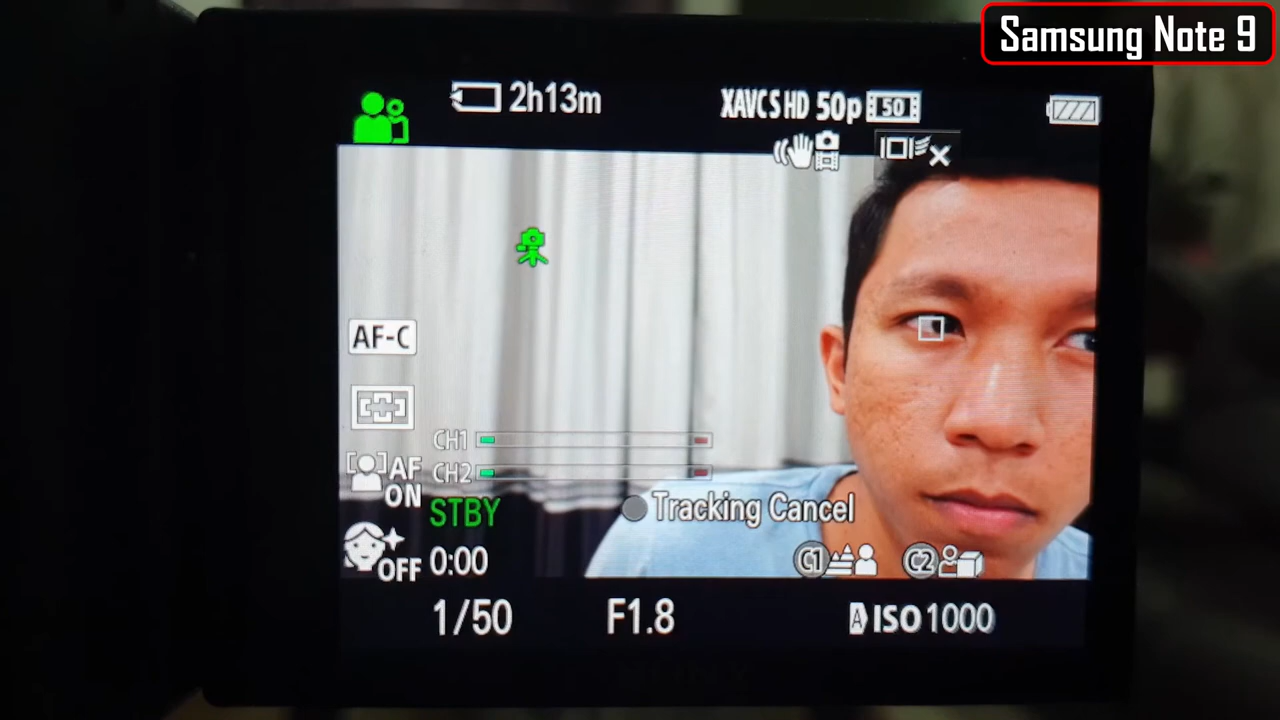 Samsung Note 9
2h13m
XAVC S HD 50p 50
AF-C
CH1
CH2
AF
ON
STBY
Tracking Cancel
OFF
0:00
C1
C2
1/50
F1.8
A ISO 1000